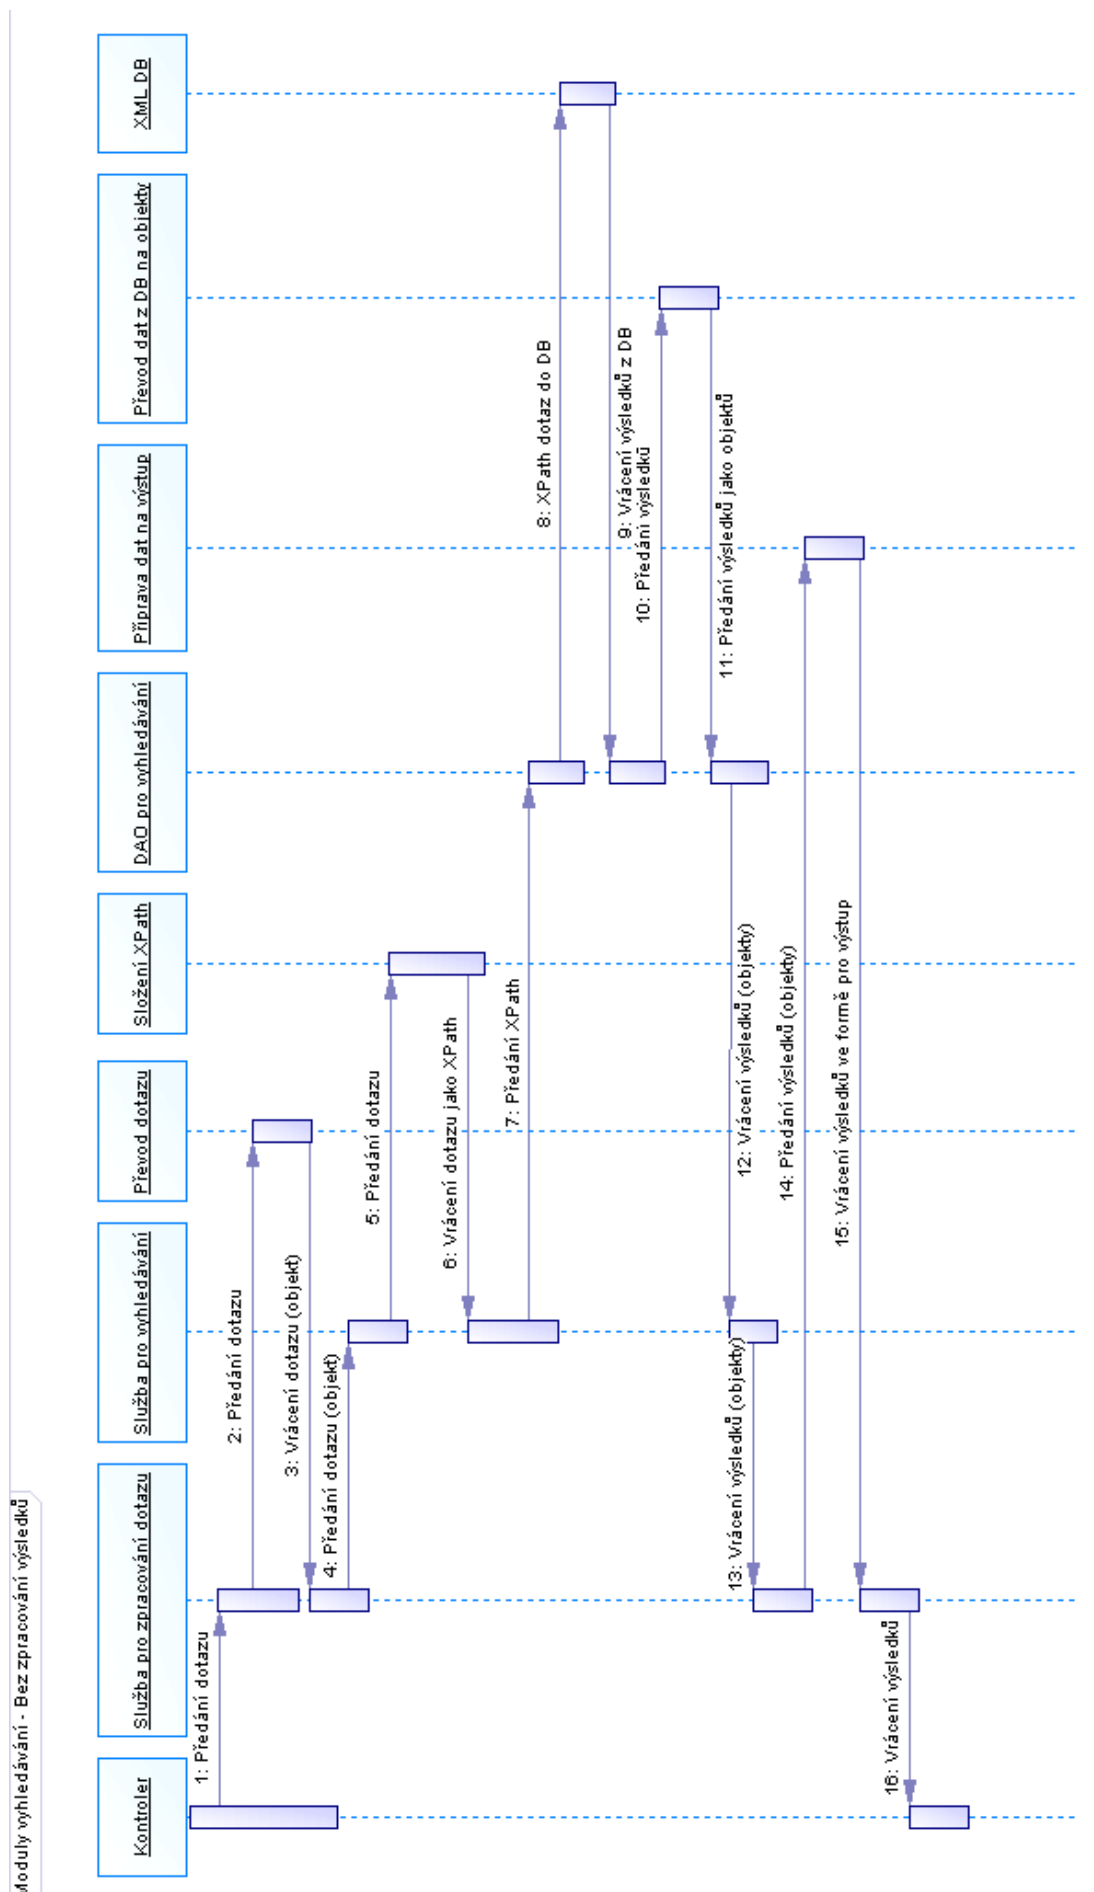 Moduly vyhledávání - Bez zpracování výsledků
Kontroler
Služba pro zpracování dotazu
Služba pro vyhledávání
Převod dotazu
Složení XPath
DAO pro vyhledávání
Příprava dat na výstup
Převod dat z DB na objekty
XML DB
1: Předání dotazu
2: Předání dotazu
3: Vrácení dotazu (objekt)
4: Předání dotazu (objekt)
5: Předání dotazu
6: Vrácení dotazu jako XPath
7: Předání XPath
8: XPath dotaz do DB
9: Vrácení výsledků z DB
10: Předání výsledků
11: Předání výsledků jako objektů
12: Vrácení výsledků (objekty)
13: Vrácení výsledků (objekty)
14: Předání výsledků (objekty)
15: Vrácení výsledků ve formě pro výstup
16: Vrácení výsledků